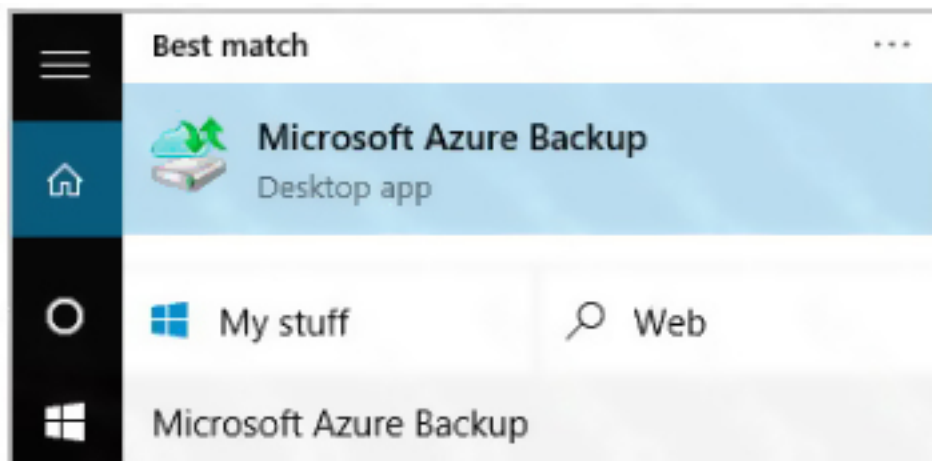 Best match
Microsoft Azure Backup
Desktop app
My stuff Web
Microsoft Azure Backup